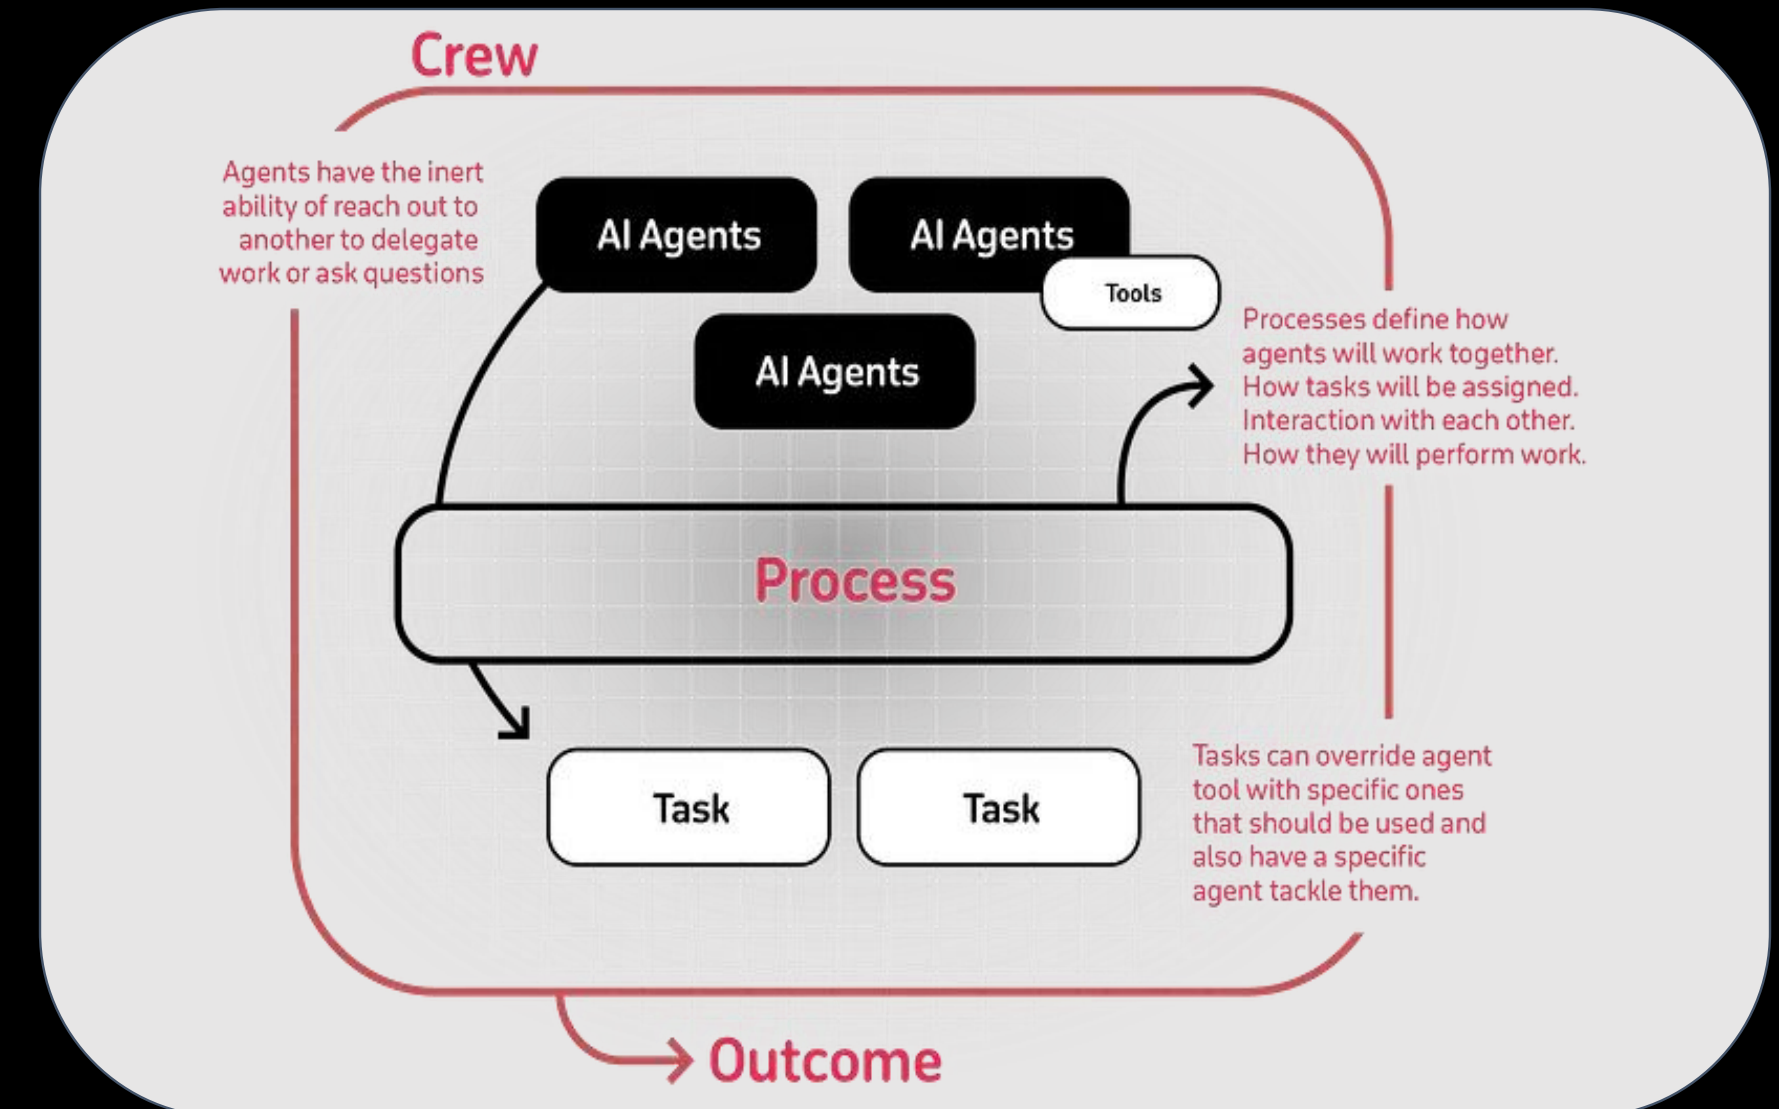 Crew
Agents have the inert
ability of reach out to
another to delegate
work or ask questions
AI Agents
AI Agents
Tools
AI Agents
Processes define how
agents will work together.
How tasks will be assigned.
Interaction with each other.
How they will perform work.
Process
Task
Task
Tasks can override agent
tool with specific ones
that should be used and
also have a specific
agent tackle them.
Outcome